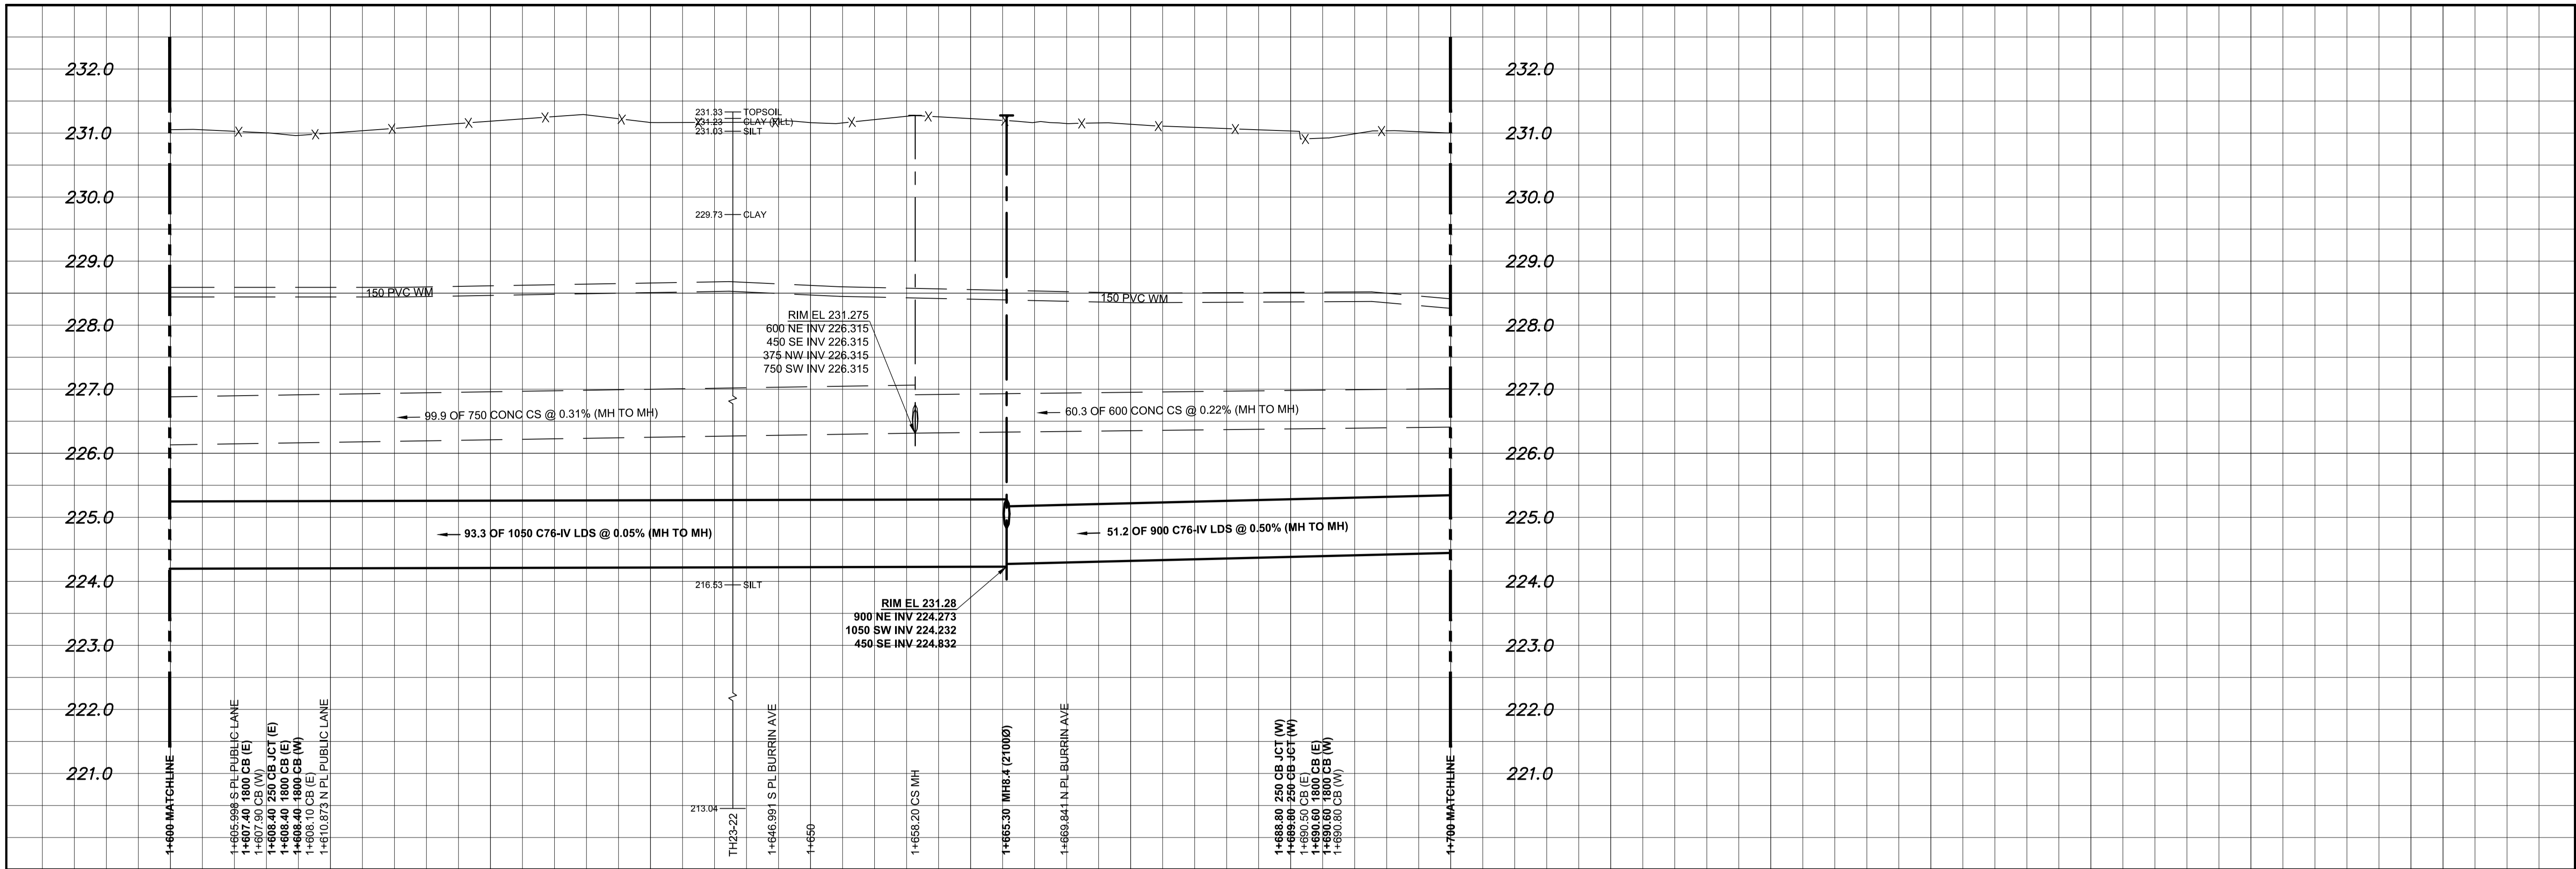 232.0
232.0
231.33
TOPSOIL
231.23
CLAY (FILL)
231.0
231.03
SILT
231.0
230.0
230.0
229.73
CLAY
229.0
229.0
150 PVC WM
150 PVC WM
228.0
228.0
RIM EL 231.275
600 NE INV 226.315
450 SE INV 226.315
375 NW INV 226.315
750 SW INV 226.315
227.0
227.0
99.9 OF 750 CONC CS @ 0.31% (MH TO MH)
60.3 OF 600 CONC CS @ 0.22% (MH TO MH)
226.0
226.0
225.0
225.0
93.3 OF 1050 C76-IV LDS @ 0.05% (MH TO MH)
51.2 OF 900 C76-IV LDS @ 0.50% (MH TO MH)
224.0
216.53
SILT
224.0
RIM EL 231.28
900 NE INV 224.273
1050 SW INV 224.232
450 SE INV 224.832
223.0
223.0
222.0
222.0
221.0
221.0
213.04
1+600 MATCHLINE
1+605.998 S PL PUBLIC LANE
1+607.40 1800 CB (E)
1+607.90 CB (W)
1+608.40 250 CB JCT (E)
1+608.40 1800 CB (E)
1+608.40 1800 CB (W)
1+608.10 CB (E)
1+610.873 N PL PUBLIC LANE
TH23-22
1+646.991 S PL BURRIN AVE
1+650
1+658.20 CS MH
1+665.30 MH8.4 (2100Ø)
1+669.841 N PL BURRIN AVE
1+688.80 250 CB JCT (W)
1+689.80 250 CB JCT (W)
1+690.50 CB (E)
1+690.60 1800 CB (E)
1+690.60 1800 CB (W)
1+690.80 CB (W)
1+700 MATCHLINE